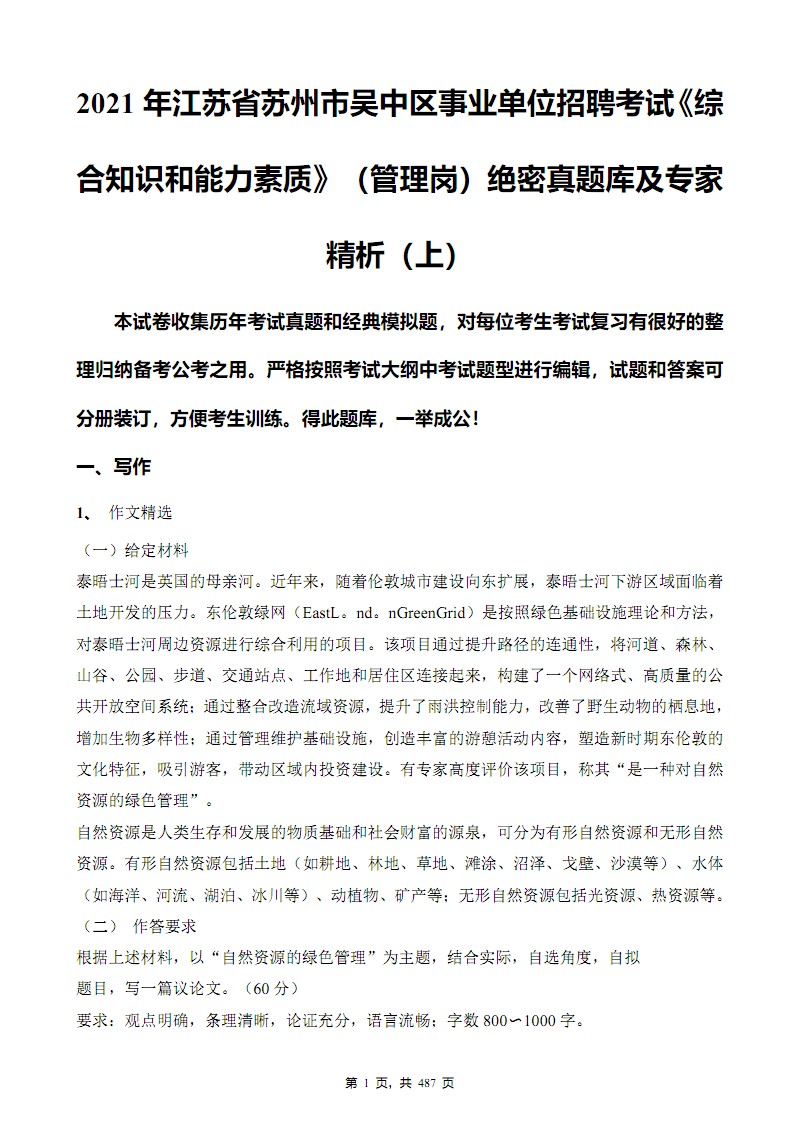 2021 年江苏省苏州市吴中区事业单位招聘考试《综
合知识和能力素质》（管理岗）绝密真题库及专家
精析（上）
本试卷收集历年考试真题和经典模拟题，对每位考生考试复习有很好的整
理归纳备考公考之用。严格按照考试大纲中考试题型进行编辑，试题和答案可
分册装订，方便考生训练。得此题库，一举成公！
一、写作
1、 作文精选
（一）给定材料
泰晤士河是英国的母亲河。近年来，随着伦敦城市建设向东扩展，泰晤士河下游区域面临着
土地开发的压力。东伦敦绿网（EastL。nd。nGreenGrid）是按照绿色基础设施理论和方法，
对泰晤士河周边资源进行综合利用的项目。该项目通过提升路径的连通性，将河道、森林、
山谷、公园、步道、交通站点、工作地和居住区连接起来，构建了一个网络式、高质量的公
共开放空间系统；通过整合改造流域资源，提升了雨洪控制能力，改善了野生动物的栖息地，
增加生物多样性；通过管理维护基础设施，创造丰富的游憩活动内容，塑造新时期东伦敦的
文化特征，吸引游客，带动区域内投资建设。有专家高度评价该项目，称其“是一种对自然
资源的绿色管理”。
自然资源是人类生存和发展的物质基础和社会财富的源泉，可分为有形自然资源和无形自然
资源。有形自然资源包括土地（如耕地、林地、草地、滩涂、沼泽、戈壁、沙漠等）、水体
（如海洋、河流、湖泊、冰川等）、动植物、矿产等；无形自然资源包括光资源、热资源等。
（二） 作答要求
根据上述材料，以“自然资源的绿色管理”为主题，结合实际，自选角度，自拟
题目，写一篇议论文。（60 分）
要求：观点明确，条理清晰，论证充分，语言流畅；字数 800〜1000 字。
第 1 页，共 487 页